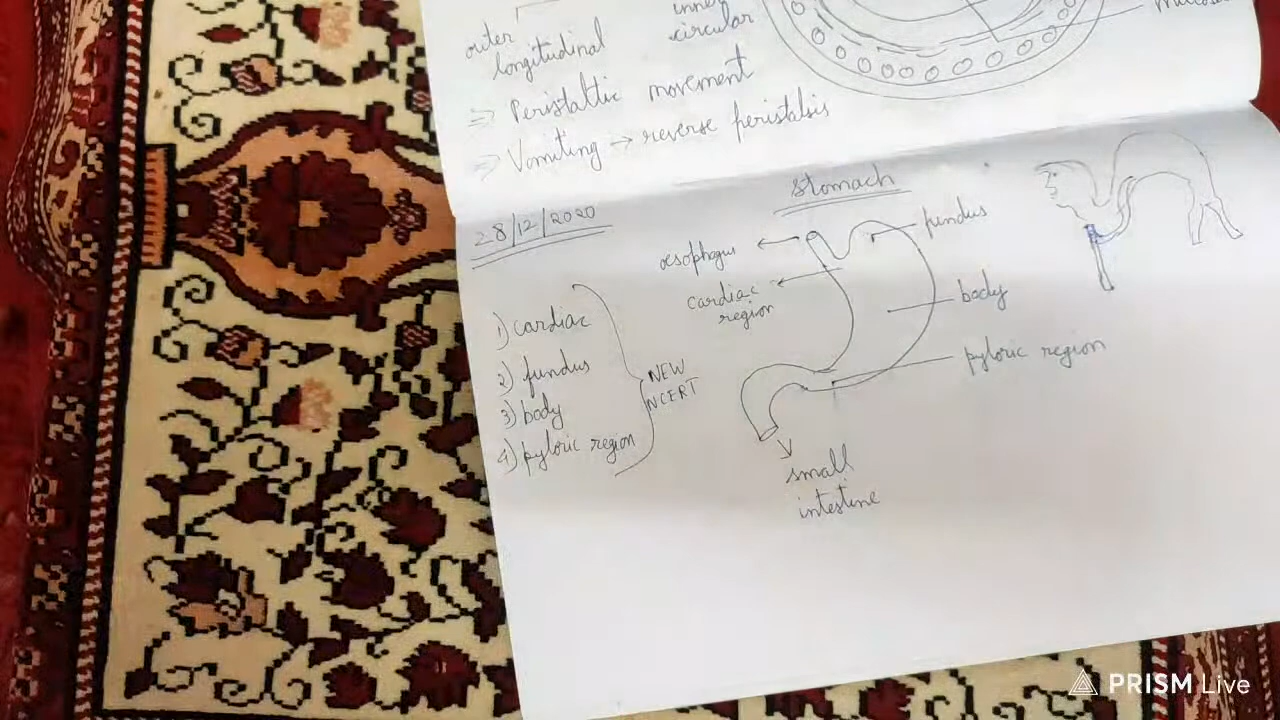 outer
longitudinal
inner
circular
⇒ Peristaltic movement
⇒ Vomiting → reverse peristalsis
28/12/2020
Stomach
oesophagus
fundus
cardiac
region
body
pyloric region
1) cardiac
2) fundus
3) body
4) pyloric region
NEW
NCERT
small
intestine
PRISM Live